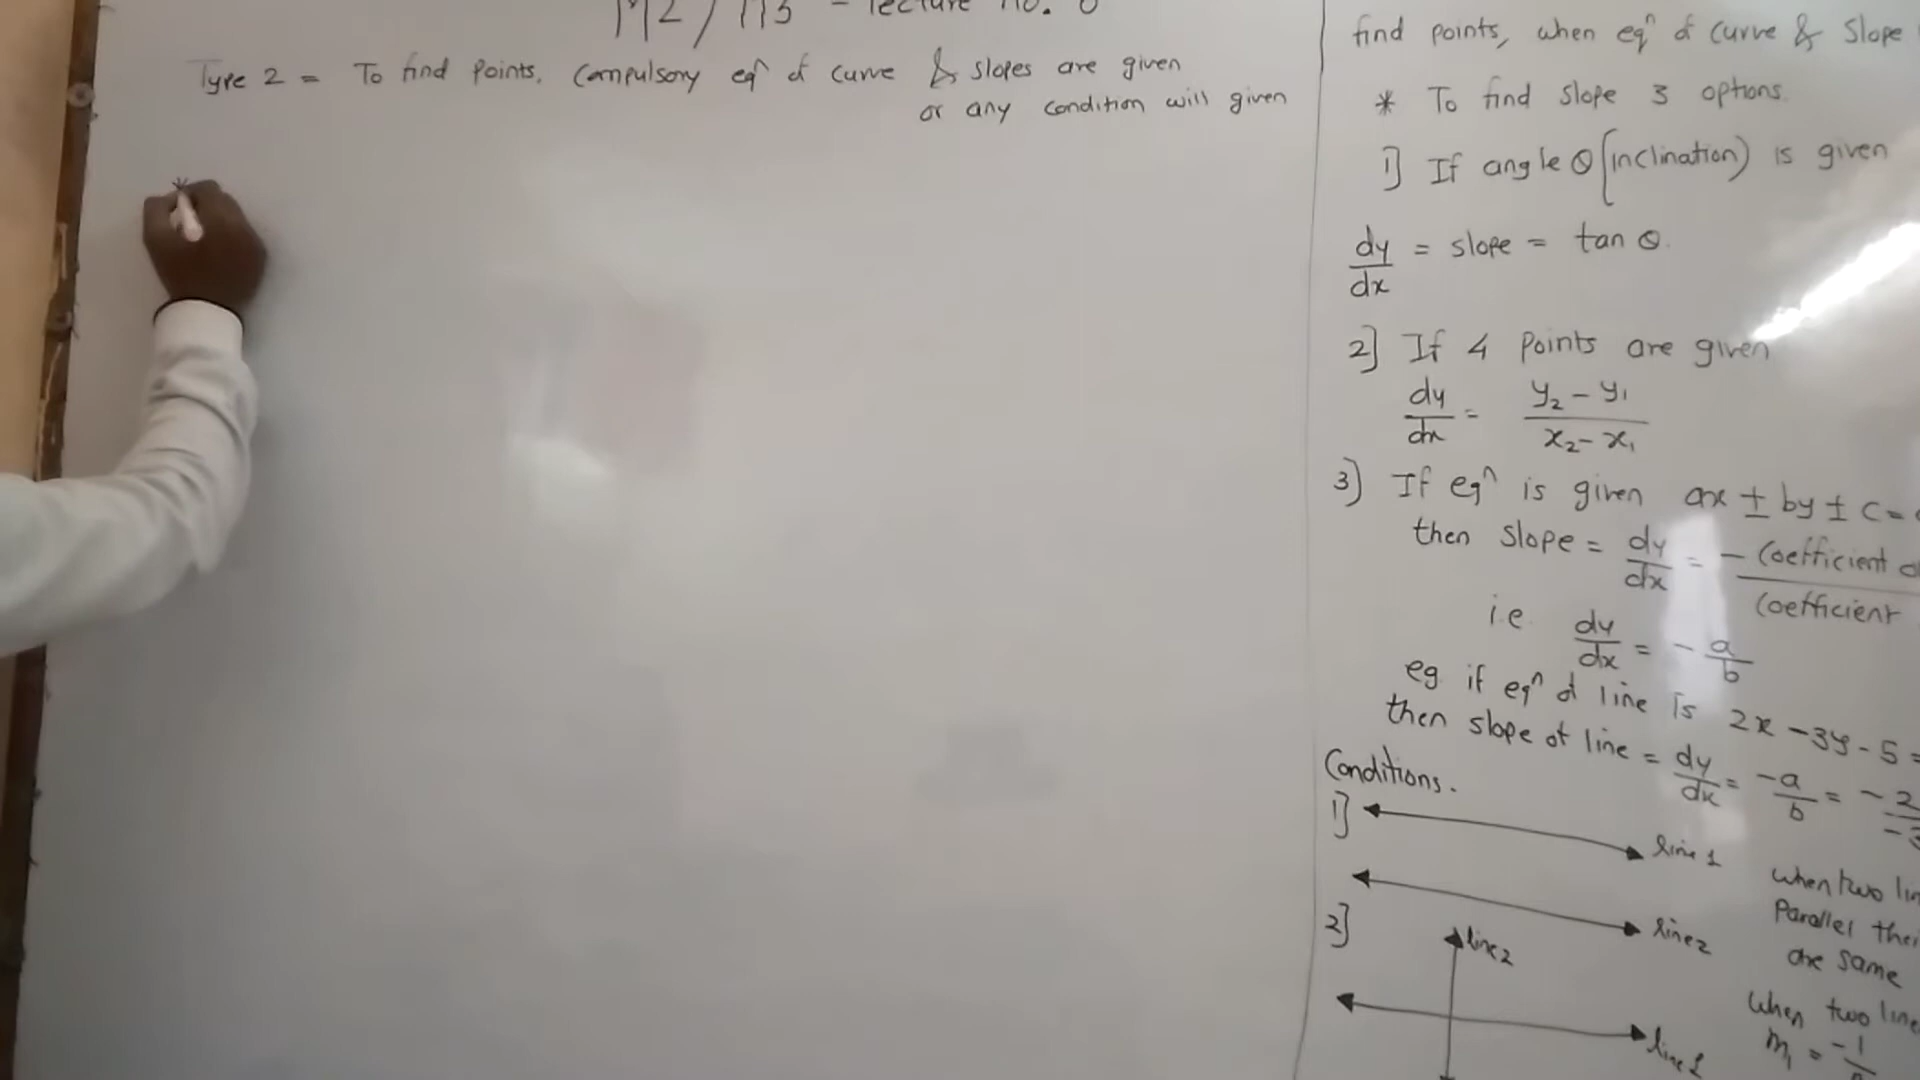 M2/M3 - lecture no. 6
Type 2 = To find Points, Compulsory eqⁿ of curve & slopes are given
or any condition will given
*
find points, when eqⁿ of curve & slope
* To find slope 3 options.
1] If angle θ (inclination) is given
dy/dx = slope = tan θ.
2] If 4 points are given
dy/dx = y₂ - y₁ / x₂ - x₁
3) If eqⁿ is given ax ± by ± c =
then slope = dy/dx = - Coefficient / Coefficient
i.e dy/dx = - a/b
eg if eqⁿ of line is 2x - 3y - 5 =
then slope of line = dy/dx = -a/b = -2/-3
Conditions.
1] line 1
when two
Parallel
line 2
are same
2] line 2
When two line
m₁ = -1
line 1